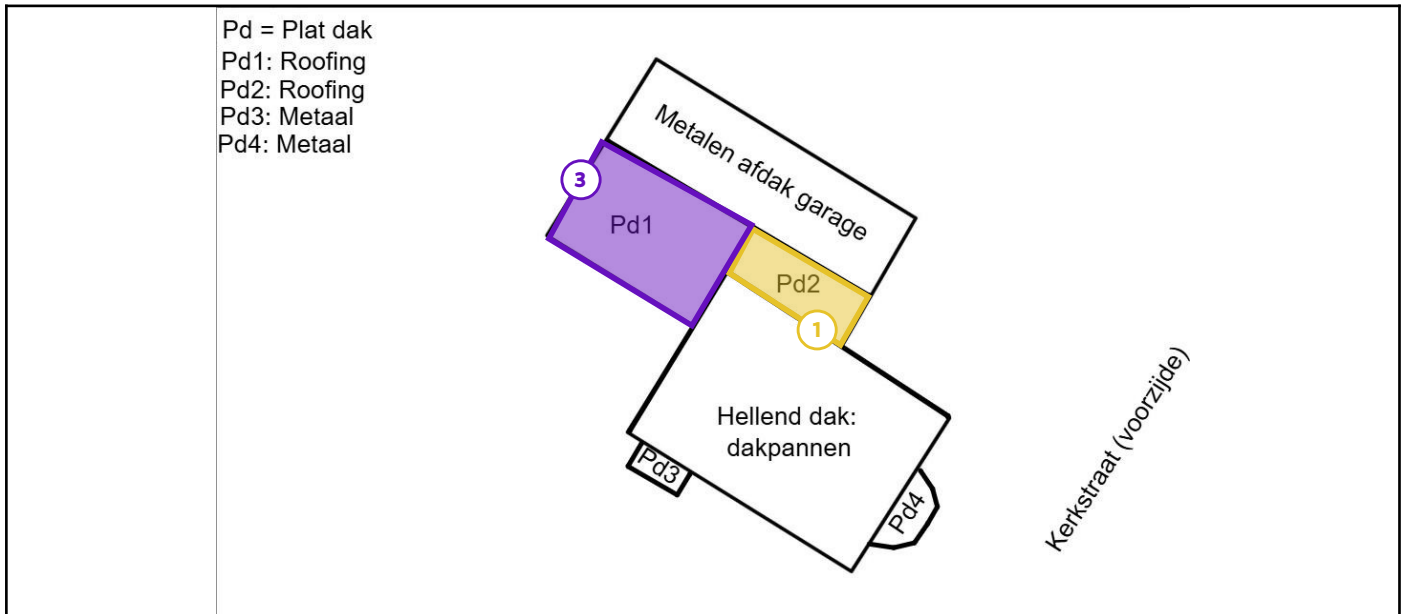 Pd = Plat dak
Pd1: Roofing
Pd2: Roofing
Pd3: Metaal
Pd4: Metaal
Metalen afdak garage
3
Pd1
Pd2
1
Hellend dak:
dakpannen
Pd3
Pd4
Kerkstraat (voorzijde)